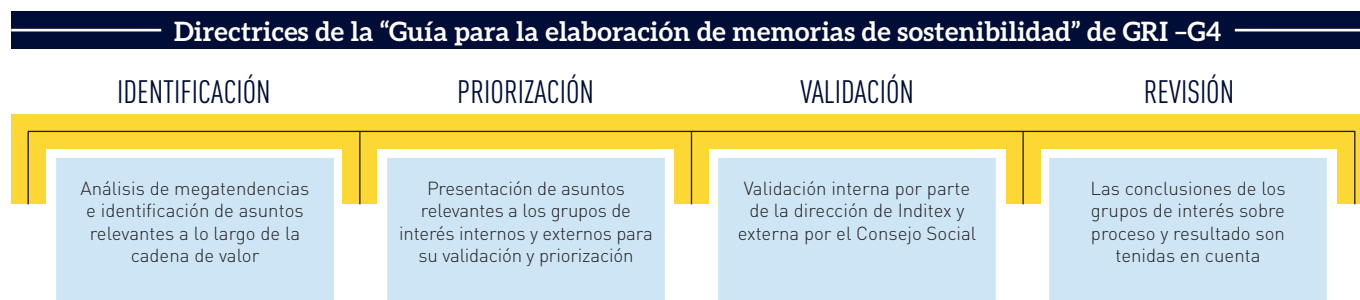 Directrices de la “Guía para la elaboración de memorias de sostenibilidad” de GRI –G4
IDENTIFICACIÓN
Análisis de megatendencias
e identificación de asuntos
relevantes a lo largo de la
cadena de valor
PRIORIZACIÓN
Presentación de asuntos
relevantes a los grupos de
interés internos y externos para
su validación y priorización
VALIDACIÓN
Validación interna por parte
de la dirección de Inditex y
externa por el Consejo Social
REVISIÓN
Las conclusiones de los
grupos de interés sobre
proceso y resultado son
tenidas en cuenta